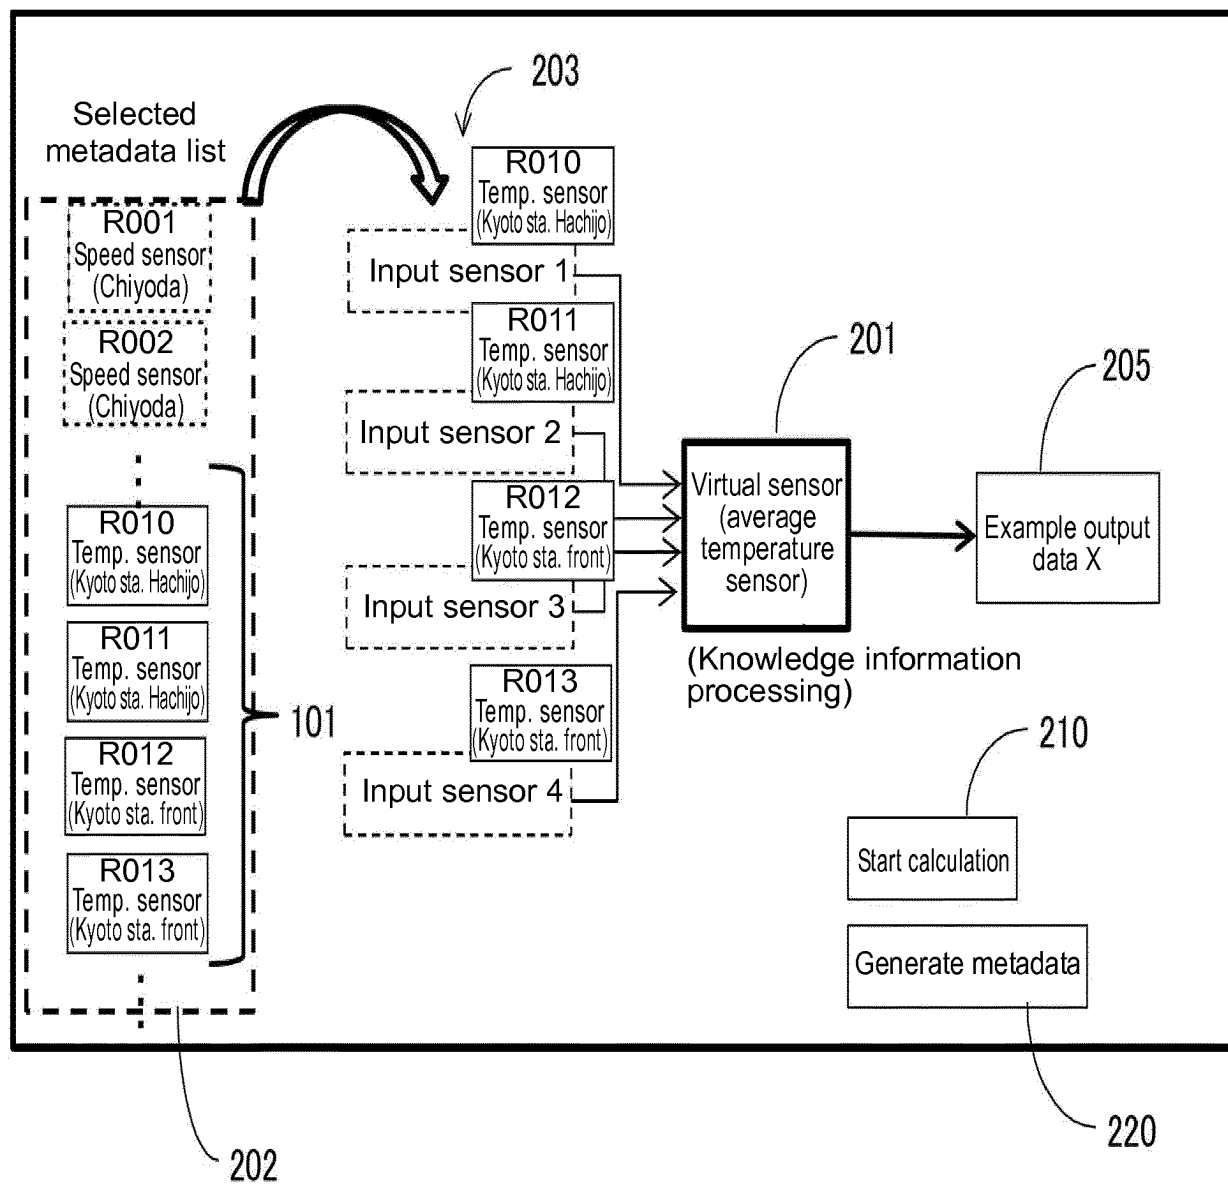 203
Selected
metadata list
R001
Speed sensor
(Chiyoda)
R002
Speed sensor
(Chiyoda)
R010
Temp. sensor
(Kyoto sta. Hachijo)
R011
Temp. sensor
(Kyoto sta. Hachijo)
R012
Temp. sensor
(Kyoto sta. front)
R013
Temp. sensor
(Kyoto sta. front)
101
202
R010
Temp. sensor
(Kyoto sta. Hachijo)
Input sensor 1
R011
Temp. sensor
(Kyoto sta. Hachijo)
Input sensor 2
R012
Temp. sensor
(Kyoto sta. front)
Input sensor 3
R013
Temp. sensor
(Kyoto sta. front)
Input sensor 4
201
Virtual sensor
(average
temperature
sensor)
(Knowledge information
processing)
205
Example output
data X
210
Start calculation
Generate metadata
220